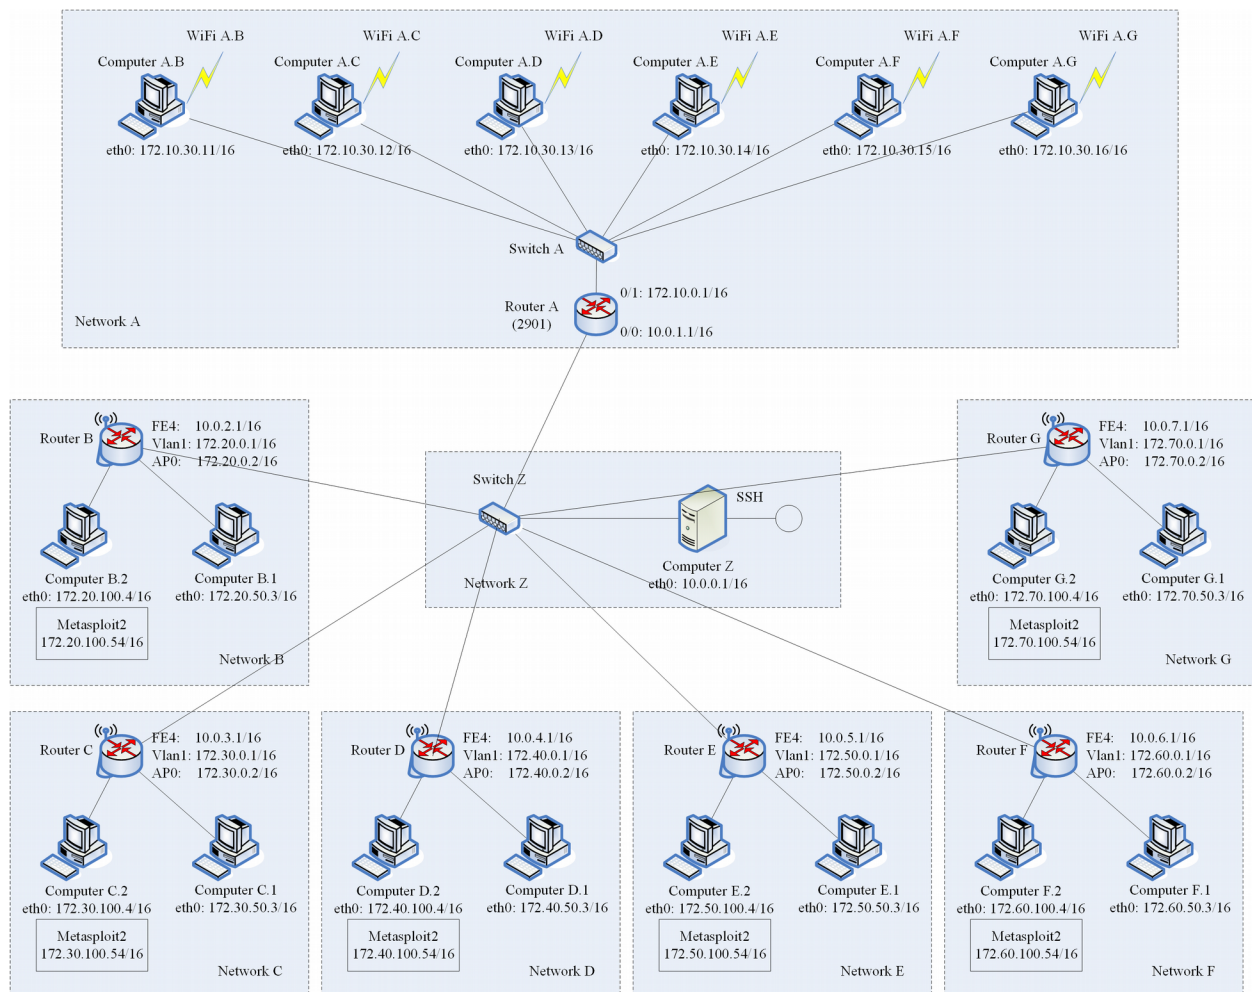 WiFi A.B
WiFi A.C
WiFi A.D
WiFi A.E
WiFi A.F
WiFi A.G
Computer A.B
Computer A.C
Computer A.D
Computer A.E
Computer A.F
Computer A.G
eth0: 172.10.30.11/16
eth0: 172.10.30.12/16
eth0: 172.10.30.13/16
eth0: 172.10.30.14/16
eth0: 172.10.30.15/16
eth0: 172.10.30.16/16
Switch A
Router A
(2901)
0/1: 172.10.0.1/16
0/0: 10.0.1.1/16
Network A
Router B
FE4: 10.0.2.1/16
Vlan1: 172.20.0.1/16
AP0: 172.20.0.2/16
Computer B.2
eth0: 172.20.100.4/16
Computer B.1
eth0: 172.20.50.3/16
Metasploit2
172.20.100.54/16
Network B
Switch Z
SSH
Computer Z
eth0: 10.0.0.1/16
Network Z
Router G
FE4: 10.0.7.1/16
Vlan1: 172.70.0.1/16
AP0: 172.70.0.2/16
Computer G.2
eth0: 172.70.100.4/16
Computer G.1
eth0: 172.70.50.3/16
Metasploit2
172.70.100.54/16
Network G
Router C
FE4: 10.0.3.1/16
Vlan1: 172.30.0.1/16
AP0: 172.30.0.2/16
Computer C.2
eth0: 172.30.100.4/16
Computer C.1
eth0: 172.30.50.3/16
Metasploit2
172.30.100.54/16
Network C
Router D
FE4: 10.0.4.1/16
Vlan1: 172.40.0.1/16
AP0: 172.40.0.2/16
Computer D.2
eth0: 172.40.100.4/16
Computer D.1
eth0: 172.40.50.3/16
Metasploit2
172.40.100.54/16
Network D
Router E
FE4: 10.0.5.1/16
Vlan1: 172.50.0.1/16
AP0: 172.50.0.2/16
Computer E.2
eth0: 172.50.100.4/16
Computer E.1
eth0: 172.50.50.3/16
Metasploit2
172.50.100.54/16
Network E
Router F
FE4: 10.0.6.1/16
Vlan1: 172.60.0.1/16
AP0: 172.60.0.2/16
Computer F.2
eth0: 172.60.100.4/16
Computer F.1
eth0: 172.60.50.3/16
Metasploit2
172.60.100.54/16
Network F